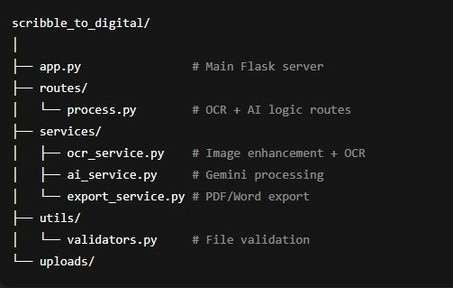 scribble_to_digital/
│
├── app.py # Main Flask server
├── routes/
│ └── process.py # OCR + AI logic routes
├── services/
│ ├── ocr_service.py # Image enhancement + OCR
│ ├── ai_service.py # Gemini processing
│ └── export_service.py # PDF/Word export
├── utils/
│ └── validators.py # File validation
└── uploads/